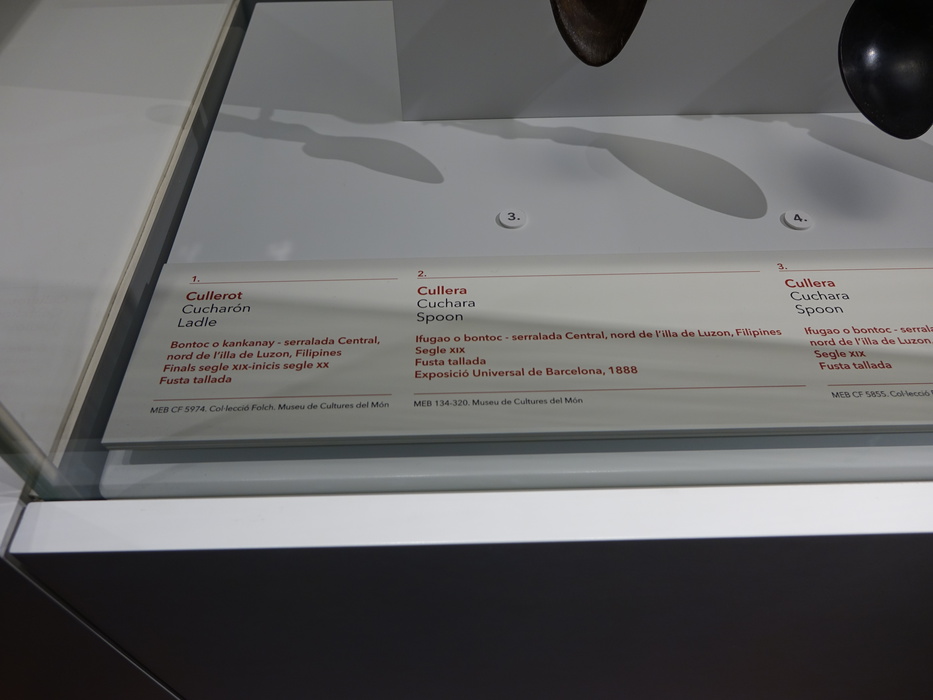 3.
4.
1.
Cullerot
Cucharón
Ladle
Bontoc o kankanay - serralada Central,
nord de l'illa de Luzon, Filipines
Finals segle XIX-inicis segle XX
Fusta tallada
MEB CF 5974. Col·lecció Folch. Museu de Cultures del Món
2.
Cullera
Cuchara
Spoon
Ifugao o bontoc - serralada Central, nord de l'illa de Luzon, Filipines
Segle XIX
Fusta tallada
Exposició Universal de Barcelona, 1888
MEB 134-320. Museu de Cultures del Món
3.
Cullera
Cuchara
Spoon
Ifugao o bontoc - serrala
nord de l'illa de Luzon,
Segle XIX
Fusta tallada
MEB CF 5855. Col·lecció